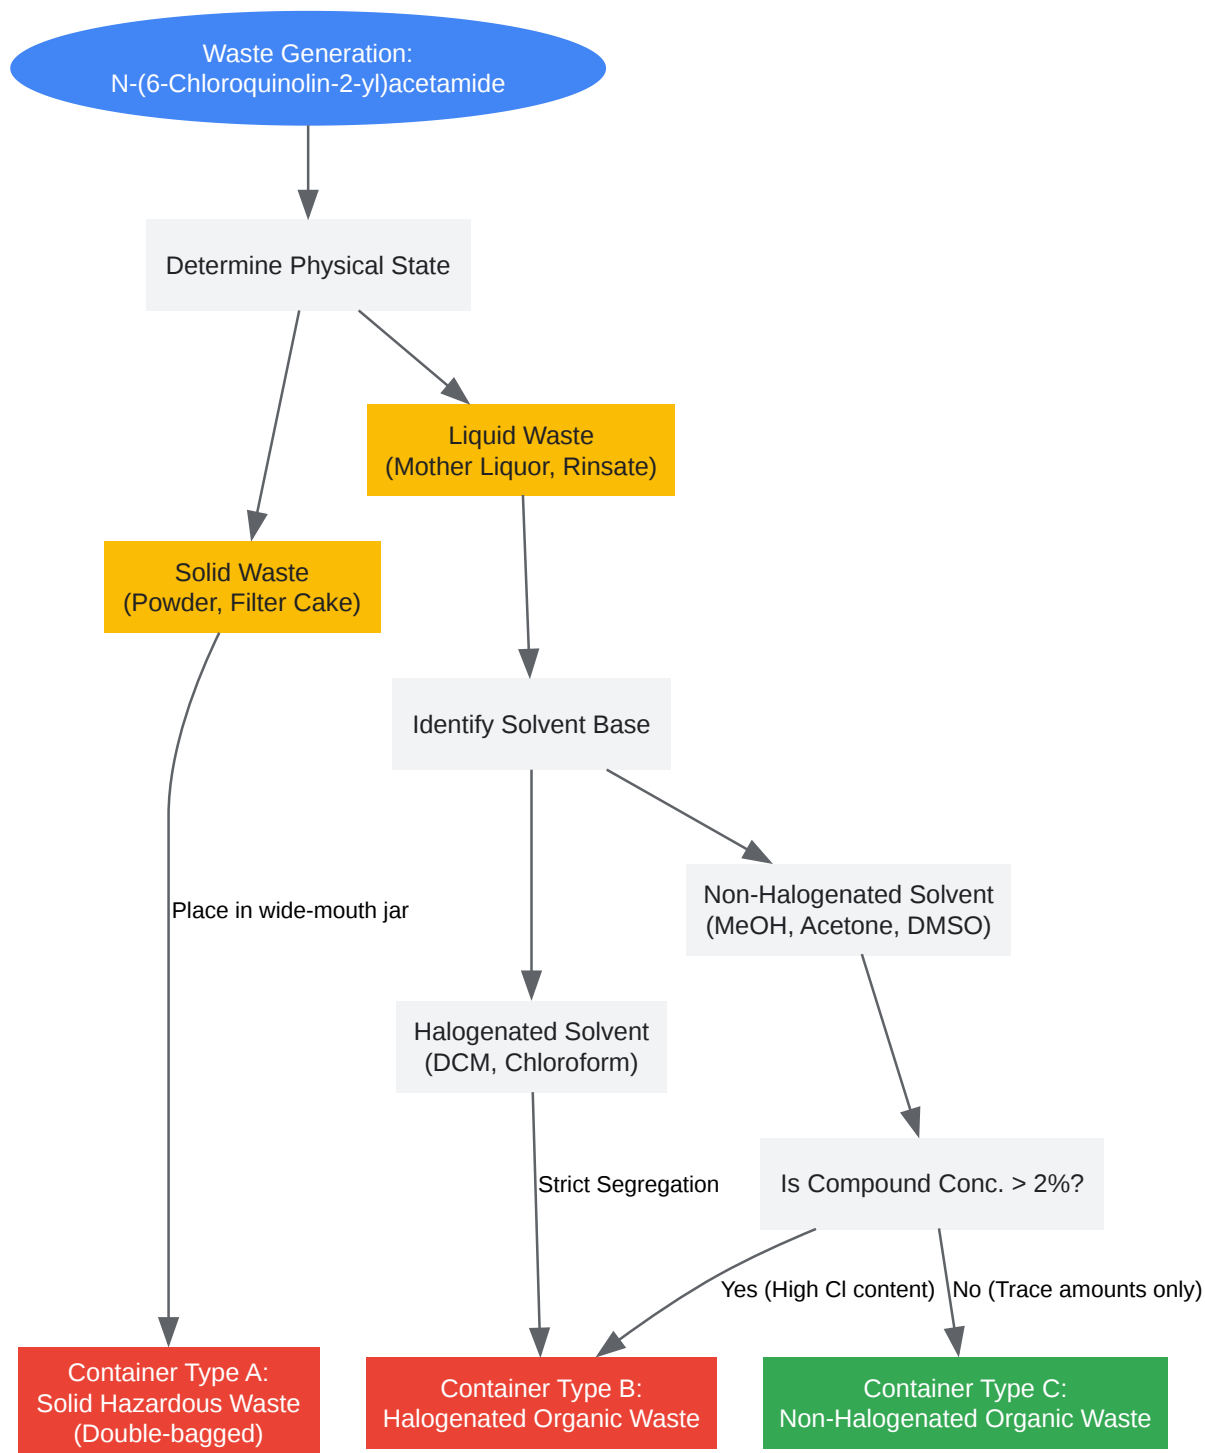 Waste Generation:
N-(6-Chloroquinolin-2-yl)acetamide
Determine Physical State
Liquid Waste
(Mother Liquor, Rinsate)
Solid Waste
(Powder, Filter Cake)
Identify Solvent Base
Non-Halogenated Solvent
(MeOH, Acetone, DMSO)
Place in wide-mouth jar
Halogenated Solvent
(DCM, Chloroform)
Is Compound Conc. > 2%?
Strict Segregation
Yes (High Cl content)
No (Trace amounts only)
Container Type A:
Solid Hazardous Waste
(Double-bagged)
Container Type B:
Halogenated Organic Waste
Container Type C:
Non-Halogenated Organic Waste